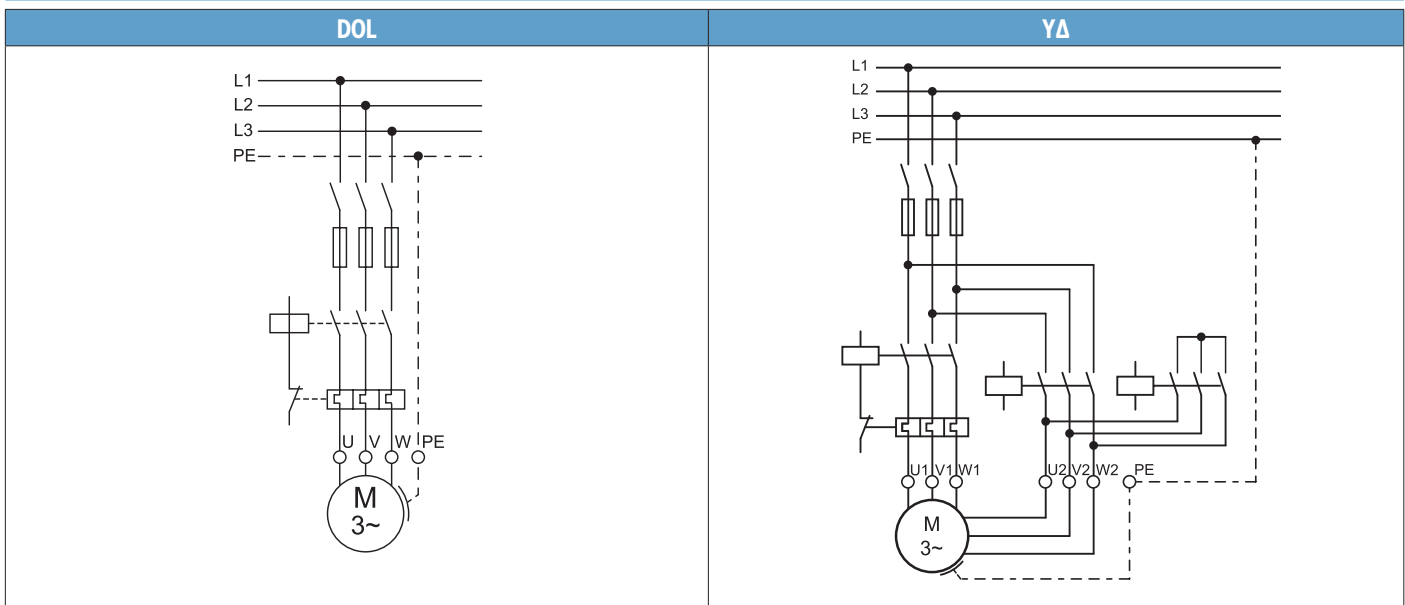 DOL
YΔ
L1
L2
L3
PE
U V W PE
M
3~
L1
L2
L3
PE
U1 V1 W1 U2 V2 W2 PE
M
3~